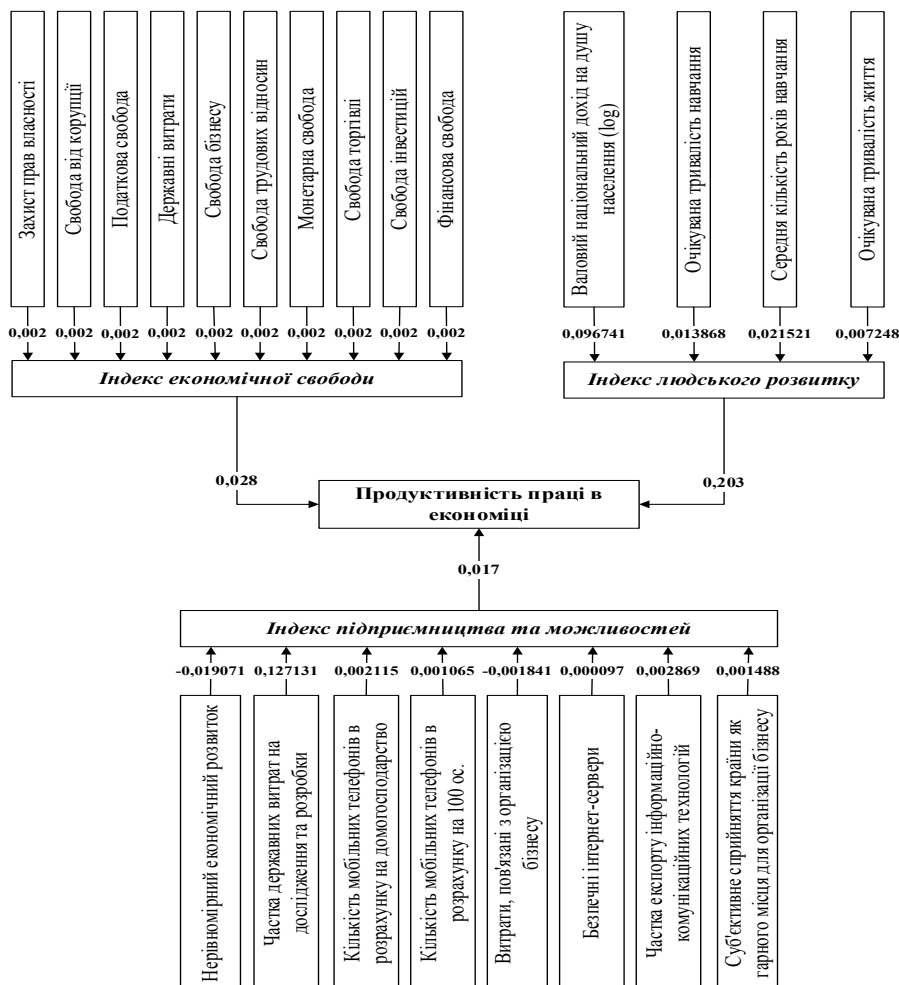 Захист прав власності
Свобода від корупції
Податкова свобода
Державні витрати
Свобода бізнесу
Свобода трудових відносин
Монетарна свобода
Свобода торгівлі
Свобода інвестицій
Фінансова свобода
Валовий національний дохід на душу
населення (log)
Очікувана тривалість навчання
Середня кількість років навчання
Очікувана тривалість життя
0,002 0,002 0,002 0,002 0,002 0,002 0,002 0,002 0,002 0,002
0,096741 0,013868 0,021521 0,007248
Індекс економічної свободи
Індекс людського розвитку
0,028
0,203
Продуктивність праці в
економіці
0,017
Індекс підприємництва та можливостей
-0,019071 0,127131 0,002115 0,001065 -0,001841 0,000097 0,002869 0,001488
Нерівномірний економічний розвиток
Частка державних витрат на
дослідження та розробки
Кількість мобільних телефонів в
розрахунку на домогосподарство
Кількість мобільних телефонів в
розрахунку на 100 ос.
Витрати, пов'язані з організацією
бізнесу
Безпечні інтернет-сервери
Частка експорту інформаційно-
комунікаційних технологій
Суб'єктивне сприйняття країни як
гарного місця для організації бізнесу